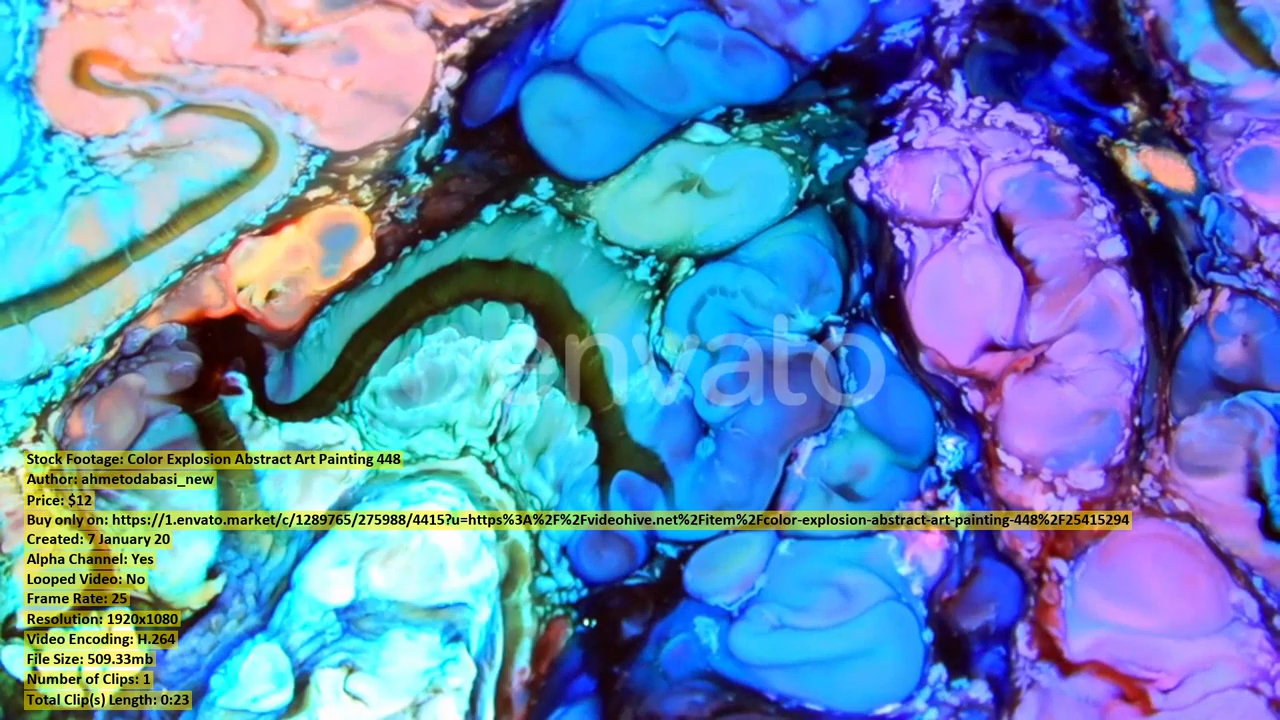 envato
Stock Footage: Color Explosion Abstract Art Painting 448
Author: ahmetodabasi_new
Price: $12
Buy only on: https://1.envato.market/c/1289765/275988/4415?u=https%3A%2F%2Fvideohive.net%2Fitem%2Fcolor-explosion-abstract-art-painting-448%2F25415294
Created: 7 January 20
Alpha Channel: Yes
Looped Video: No
Frame Rate: 25
Resolution: 1920x1080
Video Encoding: H.264
File Size: 509.33mb
Number of Clips: 1
Total Clip(s) Length: 0:23